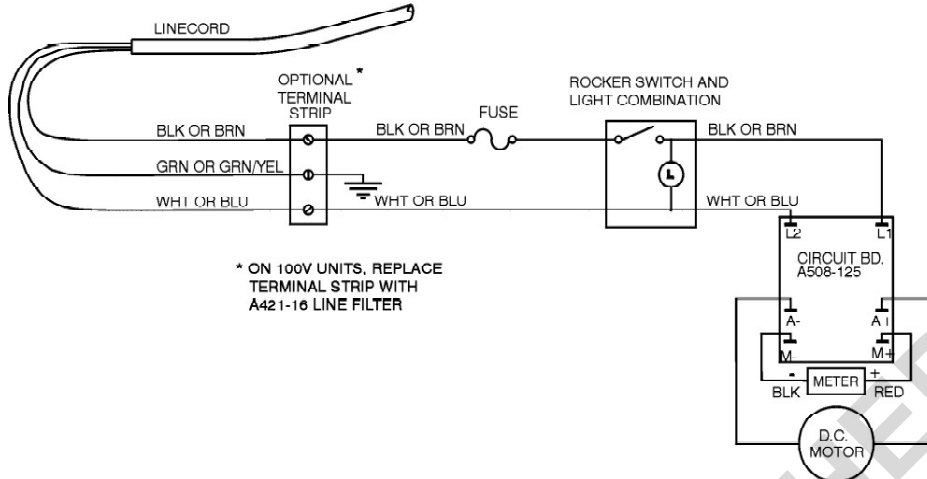 LINECORD
OPTIONAL *
TERMINAL
STRIP
ROCKER SWITCH AND
LIGHT COMBINATION
FUSE
BLK OR BRN
BLK OR BRN
BLK OR BRN
GRN OR GRN/YEL
L
WHT OR BLU
WHT OR BLU
WHT OR BLU
L2
L1
CIRCUIT BD.
A508-125
* ON 100V UNITS, REPLACE
TERMINAL STRIP WITH
A421-16 LINE FILTER
A-
A+
M-
M+
-
METER
+
BLK
RED
D.C.
MOTOR